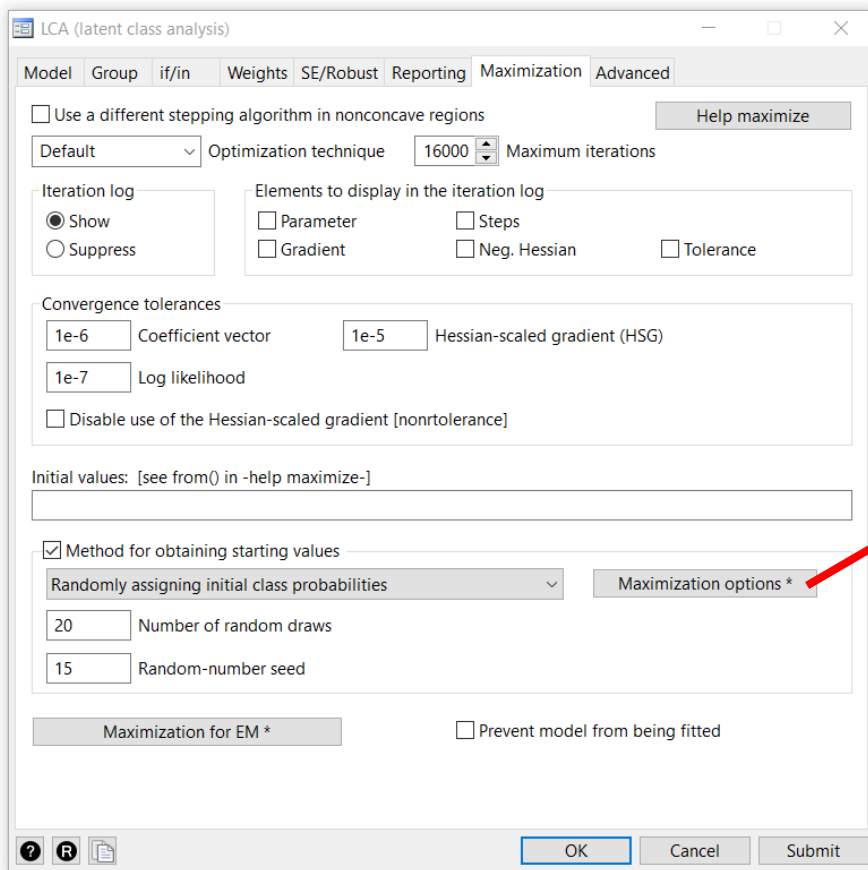 LCA (latent class analysis)
Model Group if/in Weights SE/Robust Reporting Maximization Advanced
Use a different stepping algorithm in nonconcave regions Help maximize
Default Optimization technique 16000 Maximum iterations
Iteration log Elements to display in the iteration log
Show Parameter Steps
Suppress Gradient Neg. Hessian Tolerance
Convergence tolerances
1e-6 Coefficient vector 1e-5 Hessian-scaled gradient (HSG)
1e-7 Log likelihood
Disable use of the Hessian-scaled gradient [nonrtolerance]
Initial values: [see from() in -help maximize-]
Method for obtaining starting values
Randomly assigning initial class probabilities Maximization options *
20 Number of random draws
15 Random-number seed
Maximization for EM * Prevent model from being fitted
? R OK Cancel Submit